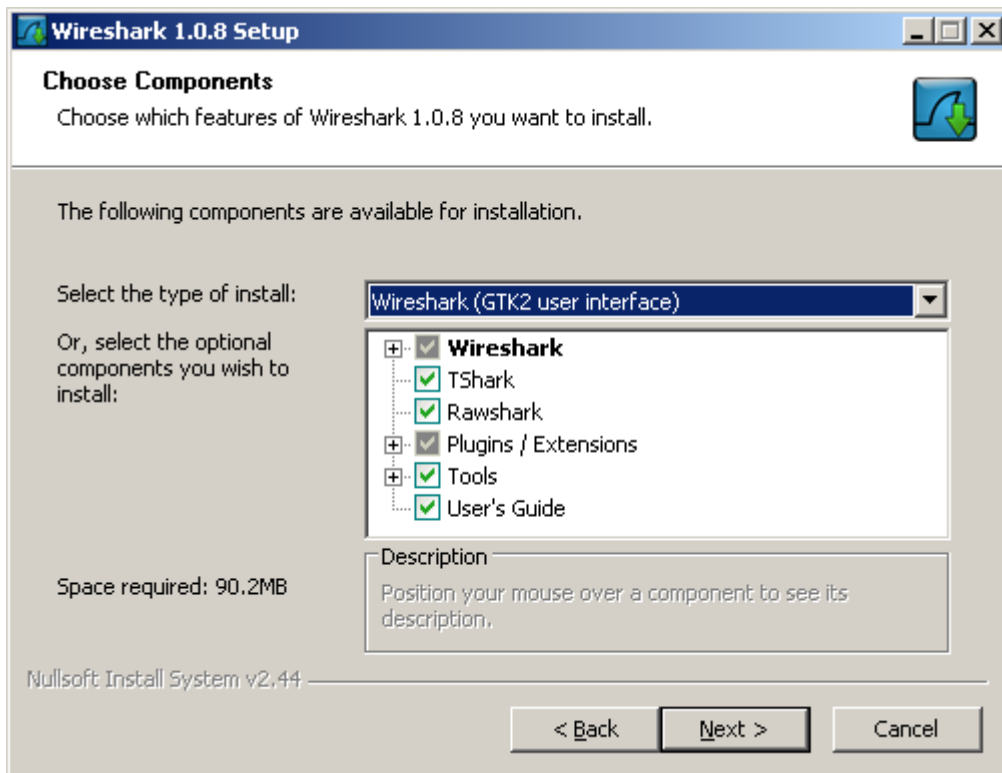 Wireshark 1.0.8 Setup
Choose Components
Choose which features of Wireshark 1.0.8 you want to install.
The following components are available for installation.
Select the type of install:
Wireshark (GTK2 user interface)
Or, select the optional
components you wish to
install:
Wireshark
TShark
Rawshark
Plugins / Extensions
Tools
User's Guide
Space required: 90.2MB
Description
Position your mouse over a component to see its
description.
Nullsoft Install System v2.44
< Back
Next >
Cancel